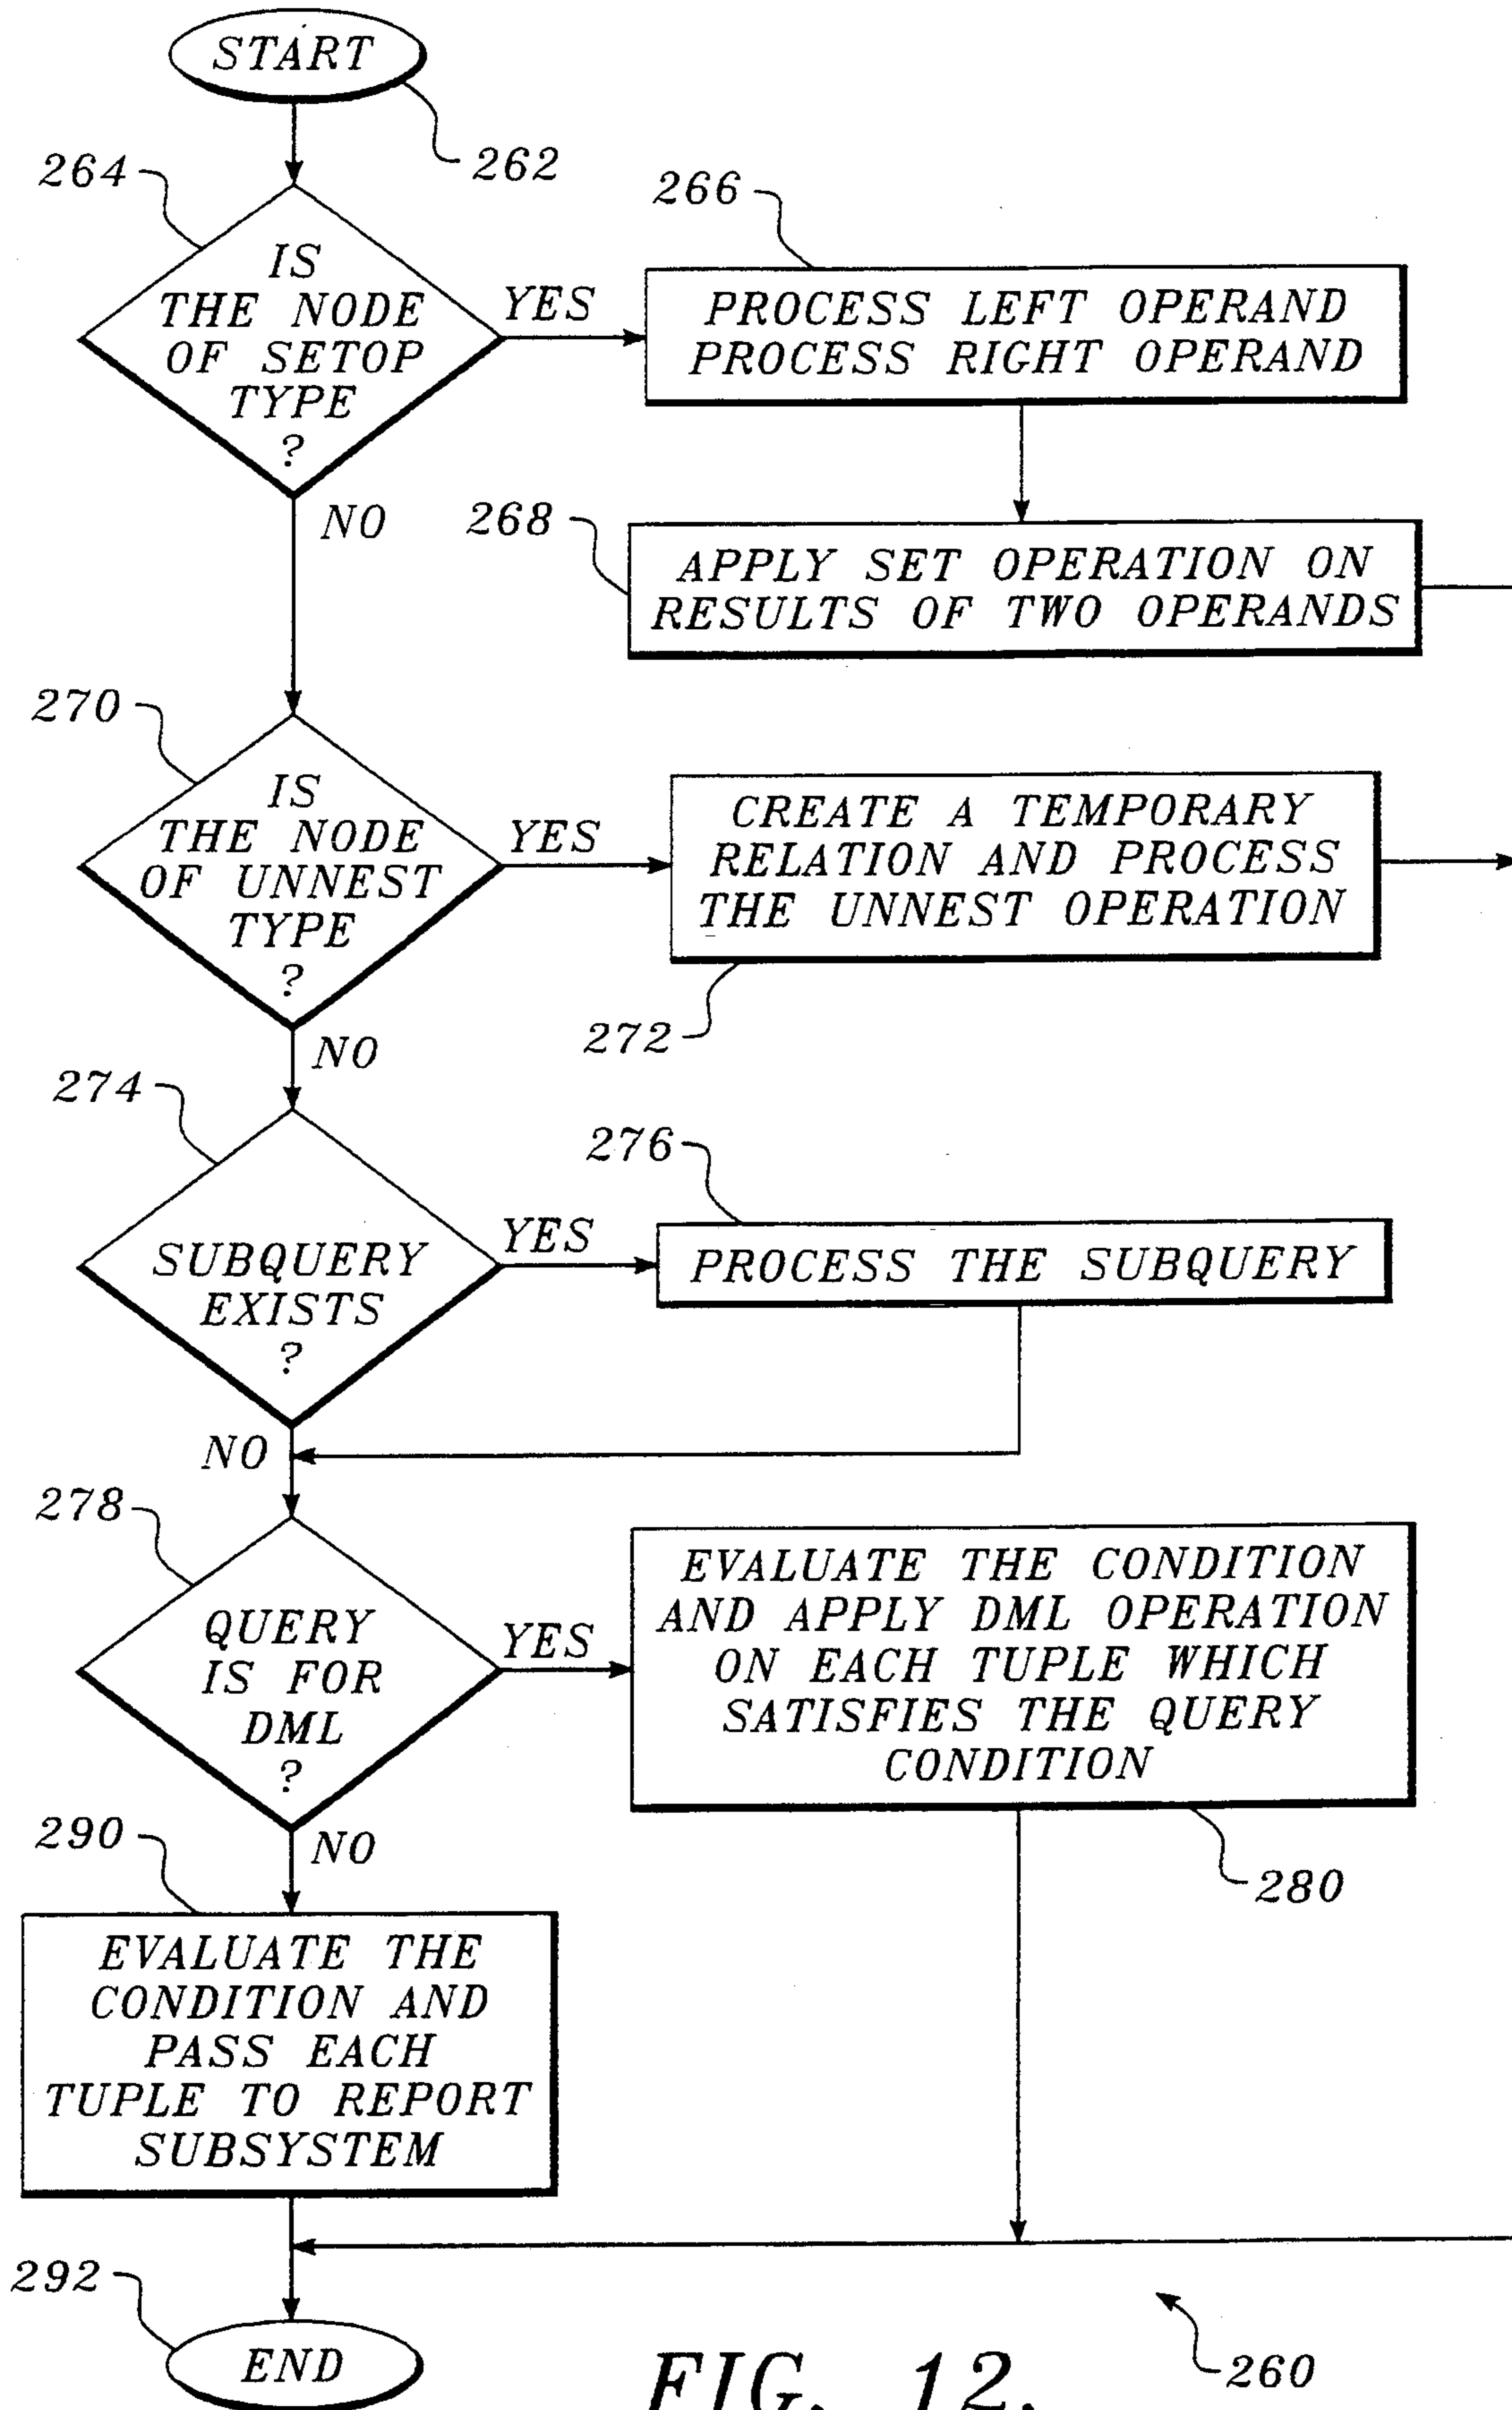 START
262
264
266
IS
THE NODE
OF SETOP
TYPE
?
YES
PROCESS LEFT OPERAND
PROCESS RIGHT OPERAND
NO
268
APPLY SET OPERATION ON
RESULTS OF TWO OPERANDS
270
IS
THE NODE
OF UNNEST
TYPE
?
YES
CREATE A TEMPORARY
RELATION AND PROCESS
THE UNNEST OPERATION
272
NO
274
276
SUBQUERY
EXISTS
?
YES
PROCESS THE SUBQUERY
NO
278
QUERY
IS FOR
DML
?
YES
EVALUATE THE CONDITION
AND APPLY DML OPERATION
ON EACH TUPLE WHICH
SATISFIES THE QUERY
CONDITION
280
290
NO
EVALUATE THE
CONDITION AND
PASS EACH
TUPLE TO REPORT
SUBSYSTEM
292
END
FIG. 12.
260